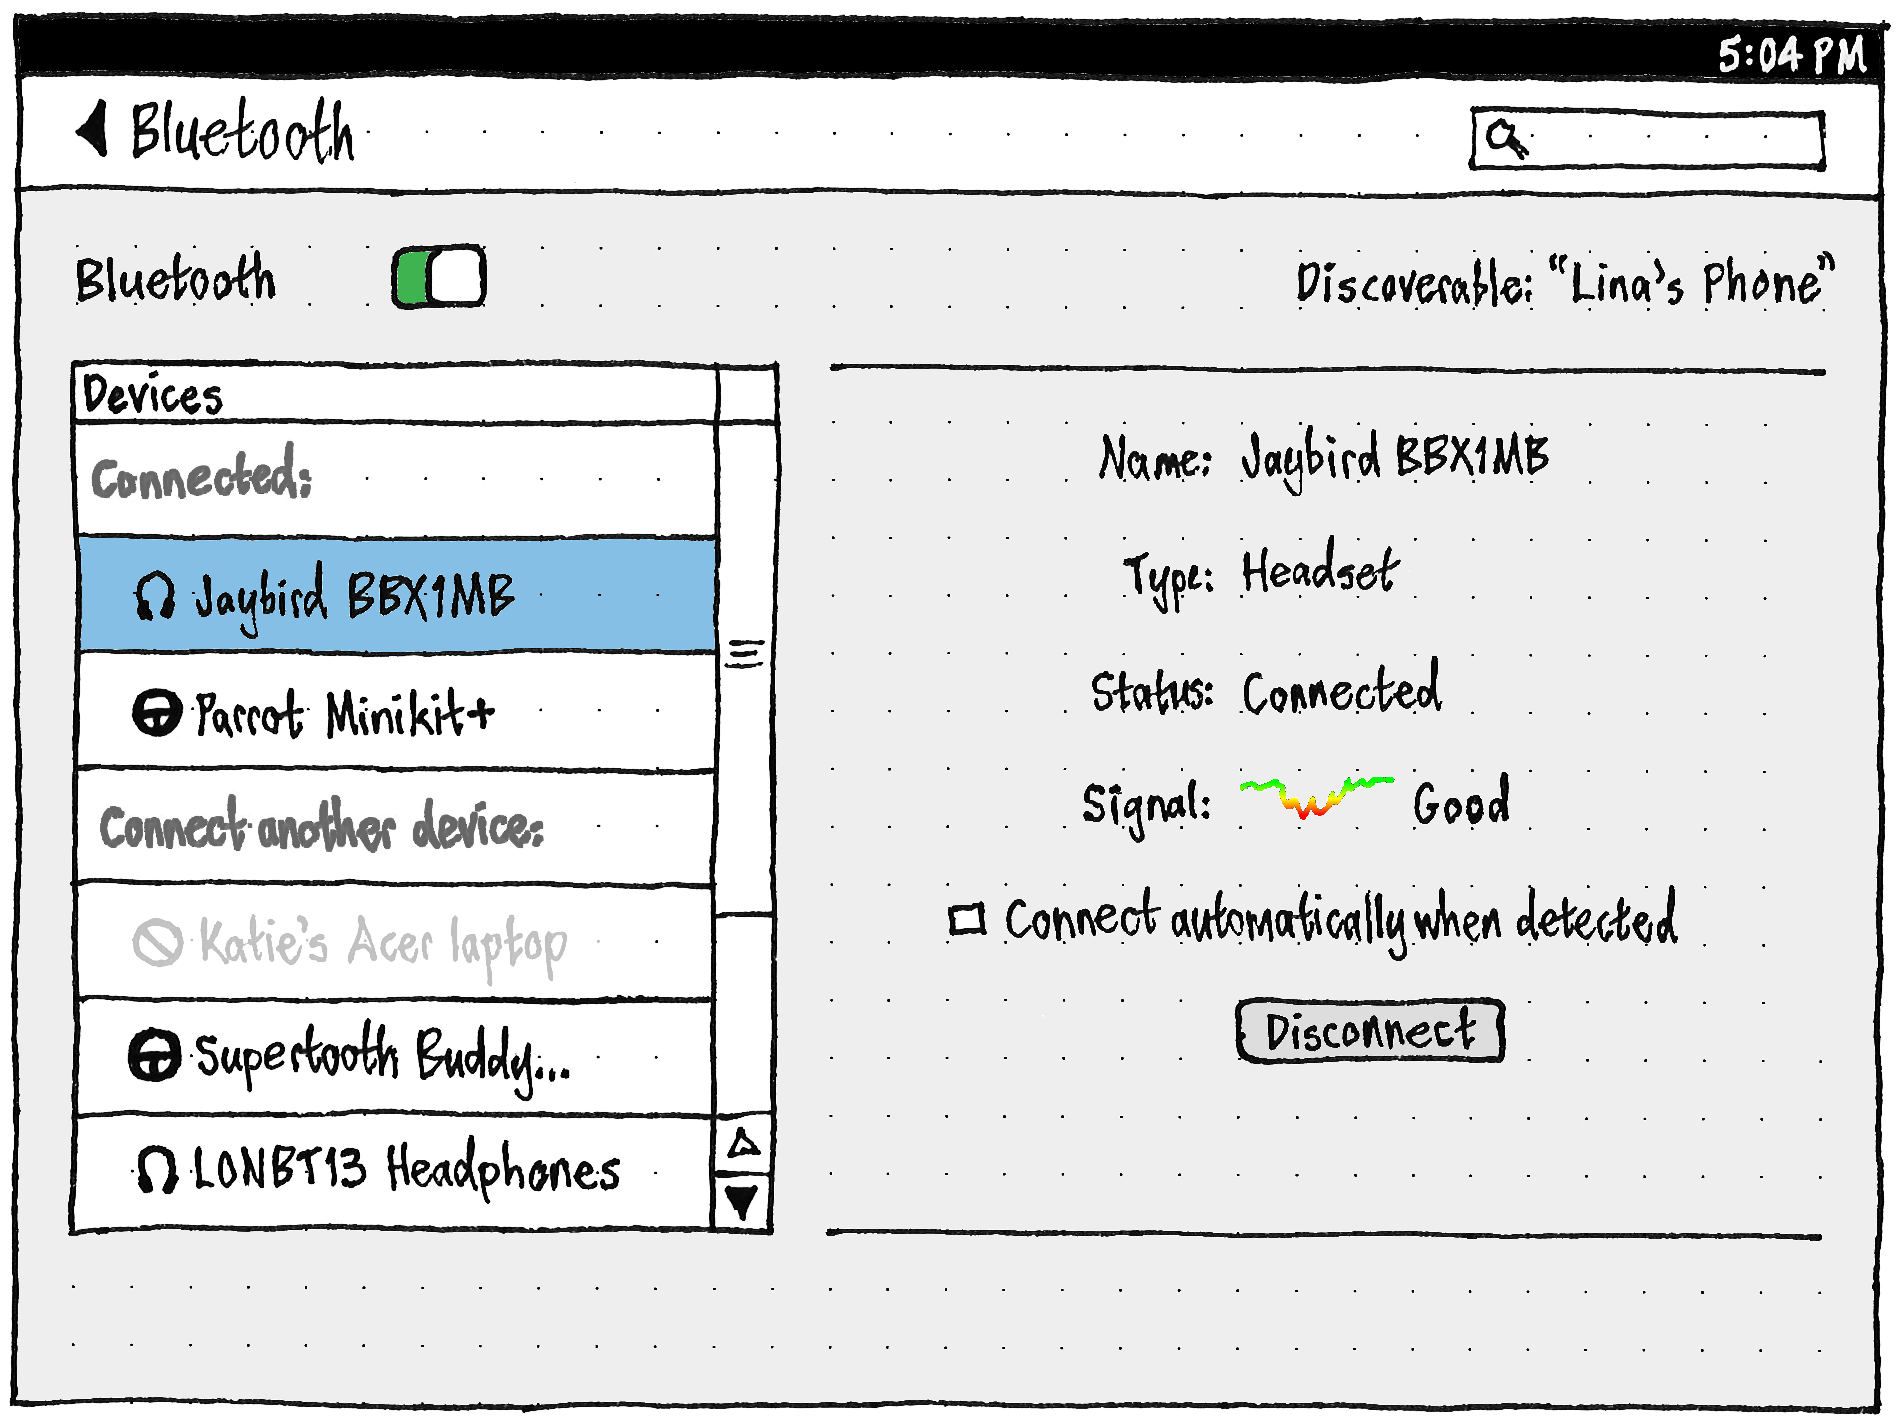 5:04 PM
Bluetooth
Bluetooth
Discoverable: “Lina's Phone”
Devices
Connected:
Jaybird BBX1MB
Parrot Minikit+
Connect another device:
Katie's Acer laptop
Supertooth Buddy...
LONBT13 Headphones
Name: Jaybird BBX1MB
Type: Headset
Status: Connected
Signal: Good
Connect automatically when detected
Disconnect